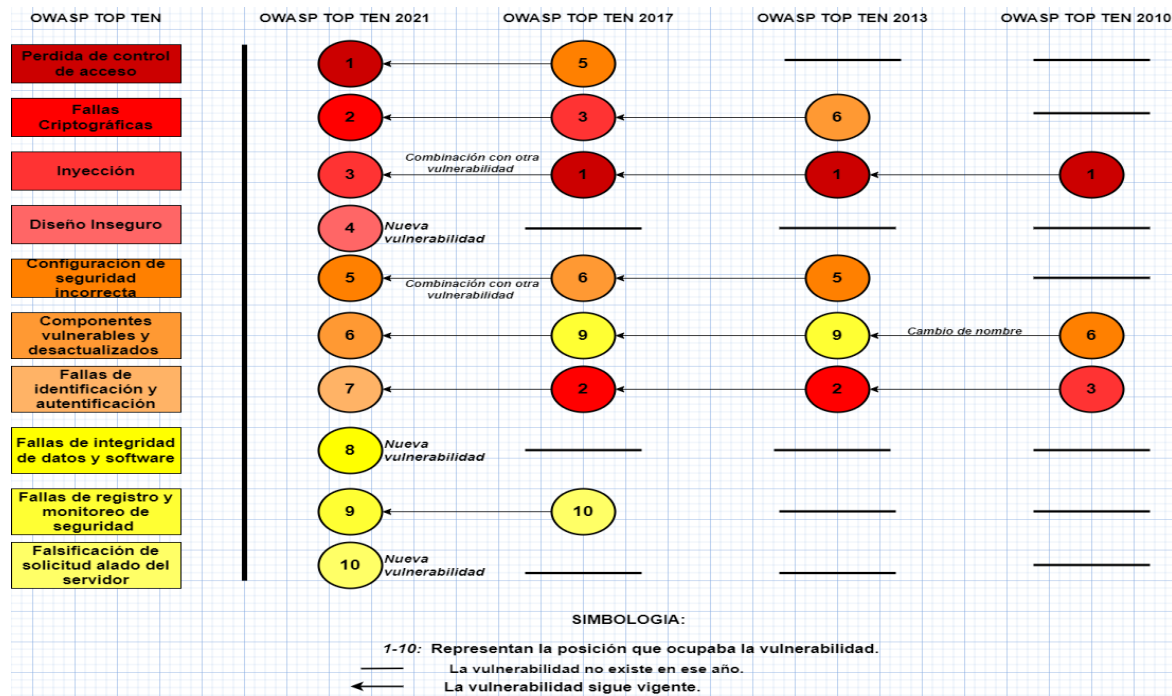 OWASP TOP TEN
OWASP TOP TEN 2021
OWASP TOP TEN 2017
OWASP TOP TEN 2013
OWASP TOP TEN 2010
Perdida de control
de acceso
1
5
Fallas
Criptográficas
2
3
6
Inyección
3
Combinación con otra
vulnerabilidad
1
1
1
Diseño Inseguro
4
Nueva
vulnerabilidad
Configuración de
seguridad
incorrecta
5
Combinación con otra
vulnerabilidad
6
5
Componentes
vulnerables y
desactualizados
6
9
9
Cambio de nombre
6
Fallas de
identificación y
autentificación
7
2
2
3
Fallas de integridad
de datos y software
8
Nueva
vulnerabilidad
Fallas de registro y
monitoreo de
seguridad
9
10
Falsificación de
solicitud alado del
servidor
10
Nueva
vulnerabilidad
SIMBOLOGIA:
1-10: Representan la posición que ocupaba la vulnerabilidad.
La vulnerabilidad no existe en ese año.
La vulnerabilidad sigue vigente.